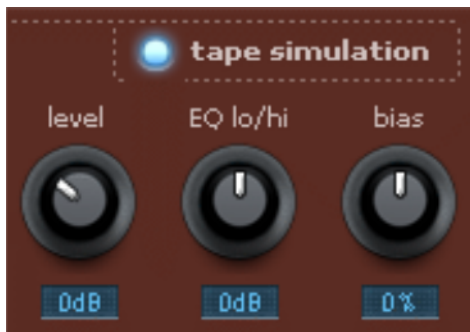 tape simulation
level EQ lo/hi bias
0dB 0dB 0%